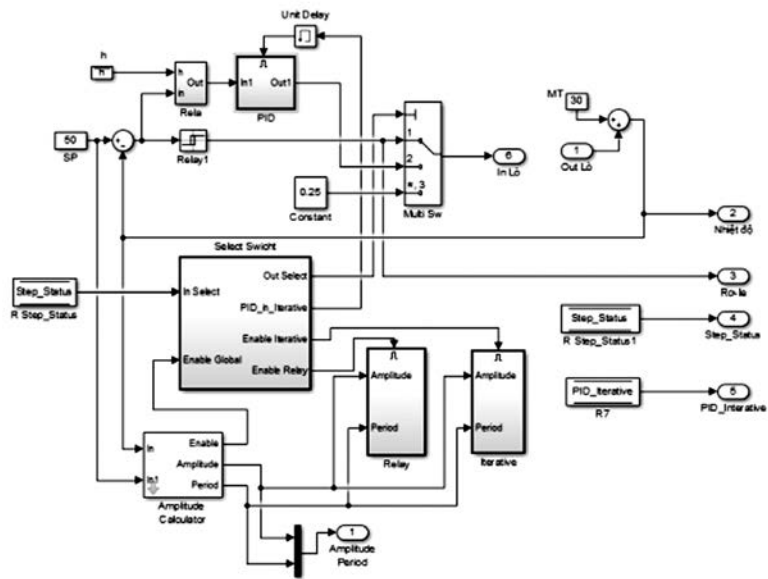 Unit Delay
h
h
h
Out
in
Rela
In1
Out1
PID
50
SP
Relay1
0.25
Constant
1
2
*, 3
Multi Sw
6
In Lò
MT
30
1
Out Lò
2
Nhiệt độ
3
Ro-le
Select Swicht
Step_Status
R Step_Status
In Select
Enable Global
Out Select
PID_in_Iterative
Enable Iterative
Enable Relay
Step_Status
R Step_Status1
4
Step_Status
PID_Iterative
R7
5
PID_Interative
Amplitude
Period
Relay
Amplitude
Period
Iterative
In
In1
Enable
Amplitude
Period
Amplitude
Calculator
1
Amplitude
Period